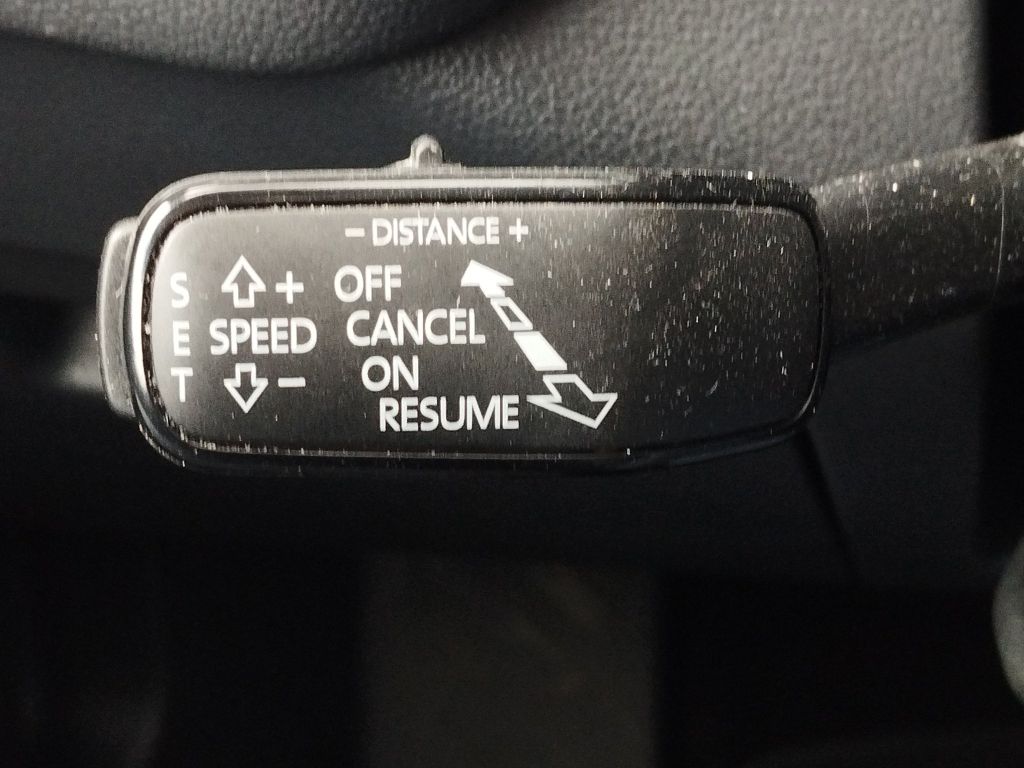 - DISTANCE +
S
E
T
+
SPEED
-
OFF
CANCEL
ON
RESUME